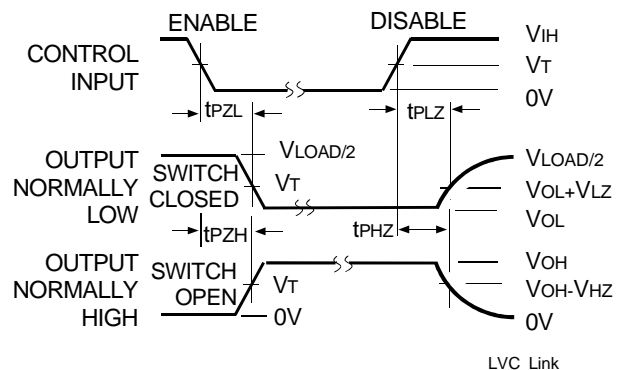 ENABLE
DISABLE
CONTROL
INPUT
VIH
VT
0V
tPZL
tPLZ
OUTPUT
NORMALLY
LOW
SWITCH
CLOSED
VLOAD/2
VT
VLOAD/2
VOL+VLZ
VOL
tPZH
tPHZ
OUTPUT
NORMALLY
HIGH
SWITCH
OPEN
VT
0V
VOH
VOH-VHZ
0V
LVC Link